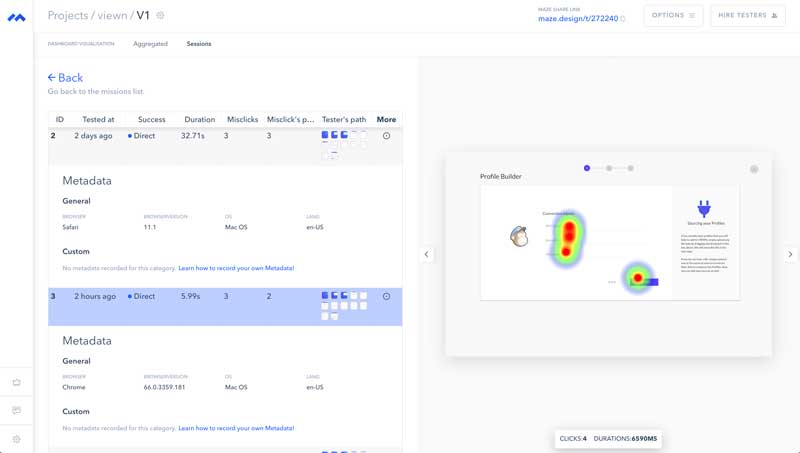 Projects / viewn / V1
MAZE SHARE LINK
maze.design/t/272240
OPTIONS
HIRE TESTERS
DASHBOARD VISUALISATION
Aggregated
Sessions
Back
Go back to the missions list.
ID Tested at Success Duration Misclicks Misclick's p... Tester's path More
2 2 days ago Direct 32.71s 3 3
Metadata
General
BROWSER BROWSERVERSION OS LANG
Safari 11.1 Mac OS en-US
Custom
No metadata recorded for this category. Learn how to record your own Metadata!
3 2 hours ago Direct 5.99s 3 2
Metadata
General
BROWSER BROWSERVERSION OS LANG
Chrome 66.0.3359.181 Mac OS en-US
Custom
No metadata recorded for this category. Learn how to record your own Metadata!
Profile Builder
Sourcing your Profiles
CLICKS:4 DURATIONS:6590MS